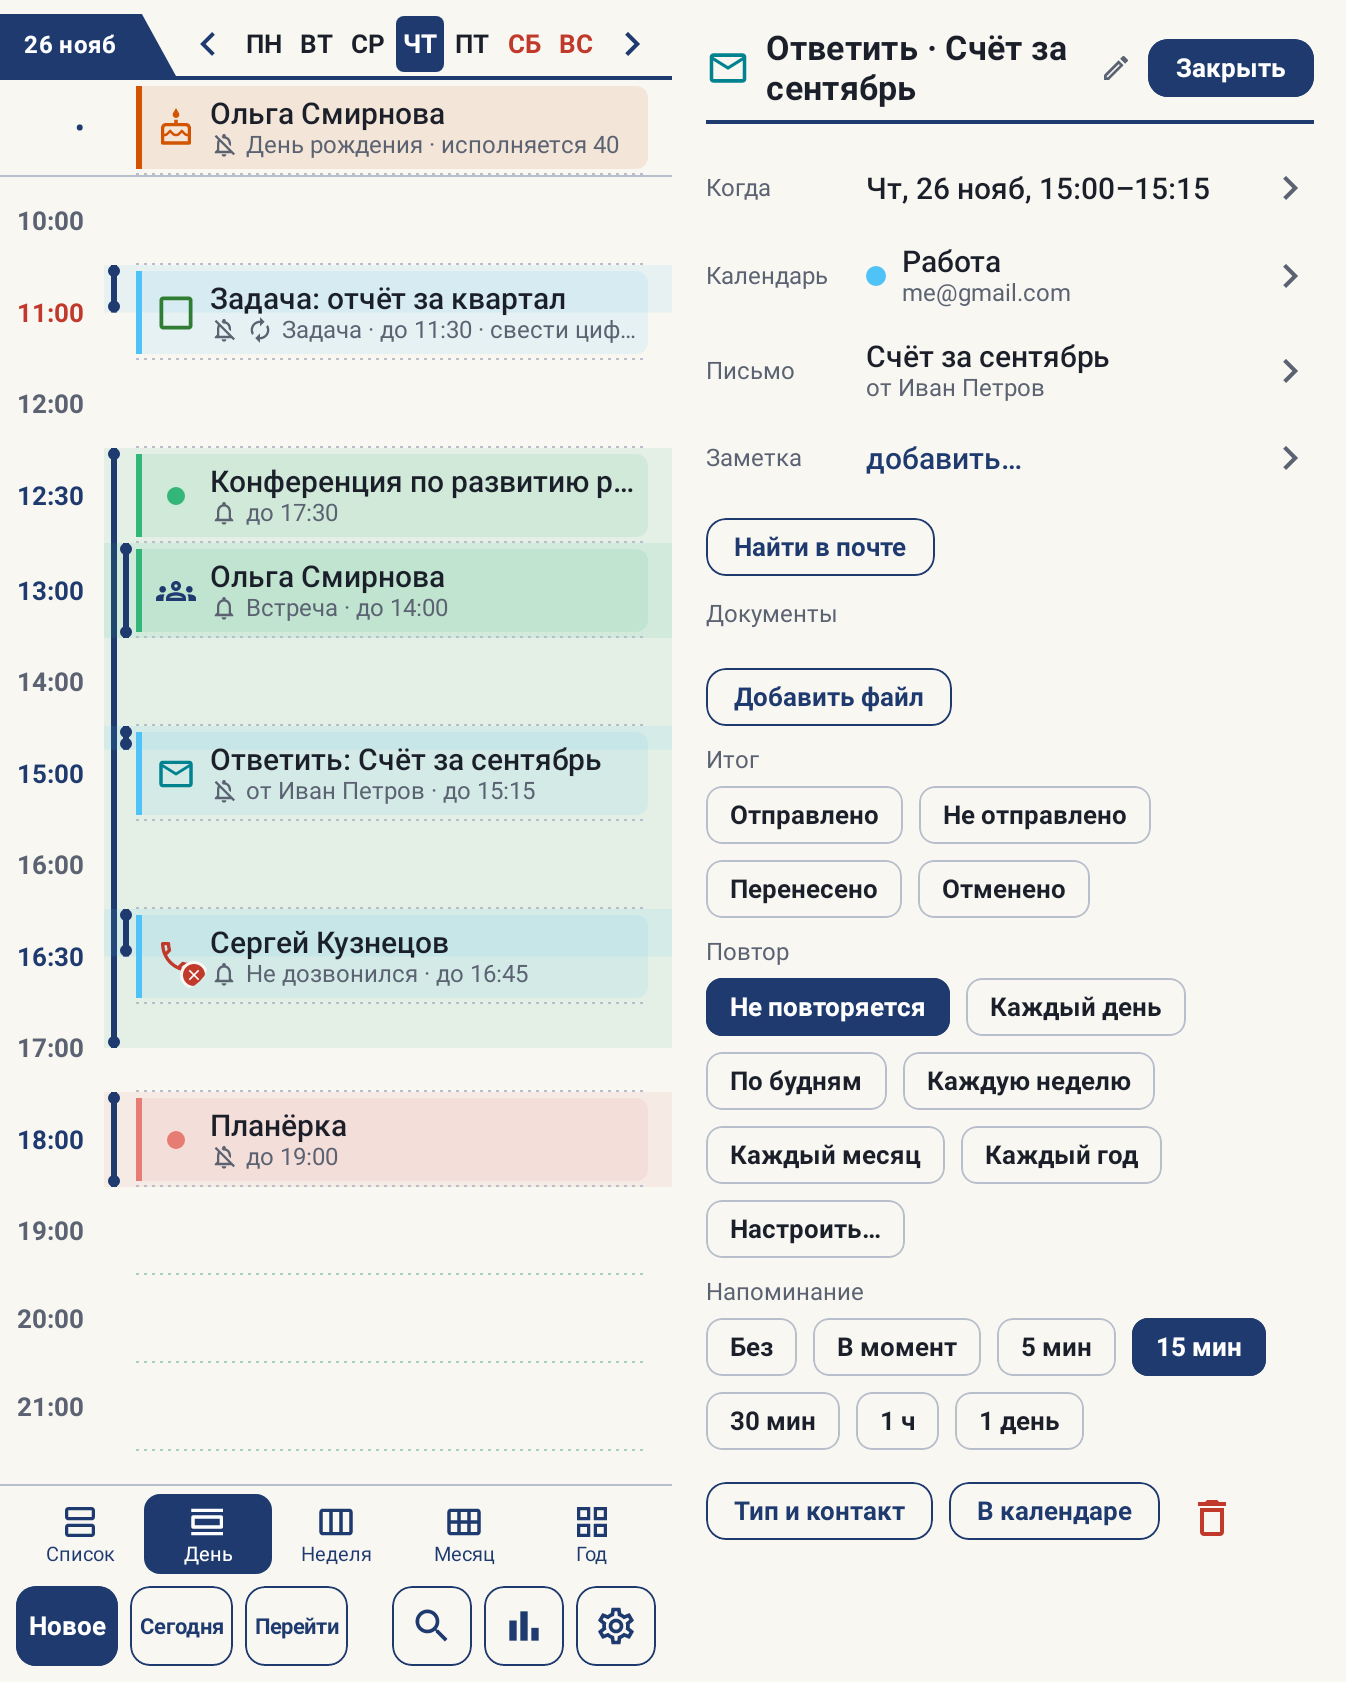 26 нояб
ПН ВТ СР ЧТ ПТ СБ ВС
Ольга Смирнова
День рождения · исполняется 40
10:00
11:00
Задача: отчёт за квартал
Задача · до 11:30 · свести циф…
12:00
12:30
Конференция по развитию р…
до 17:30
13:00
Ольга Смирнова
Встреча · до 14:00
14:00
15:00
Ответить: Счёт за сентябрь
от Иван Петров · до 15:15
16:00
16:30
Сергей Кузнецов
Не дозвонился · до 16:45
17:00
18:00
Планёрка
до 19:00
19:00
20:00
21:00
Список День Неделя Месяц Год
Новое Сегодня Перейти
Ответить · Счёт за
сентябрь
Закрыть
Когда Чт, 26 нояб, 15:00–15:15
Календарь Работа
me@gmail.com
Письмо Счёт за сентябрь
от Иван Петров
Заметка добавить…
Найти в почте
Документы
Добавить файл
Итог
Отправлено Не отправлено
Перенесено Отменено
Повтор
Не повторяется Каждый день
По будням Каждую неделю
Каждый месяц Каждый год
Настроить…
Напоминание
Без В момент 5 мин 15 мин
30 мин 1 ч 1 день
Тип и контакт В календаре